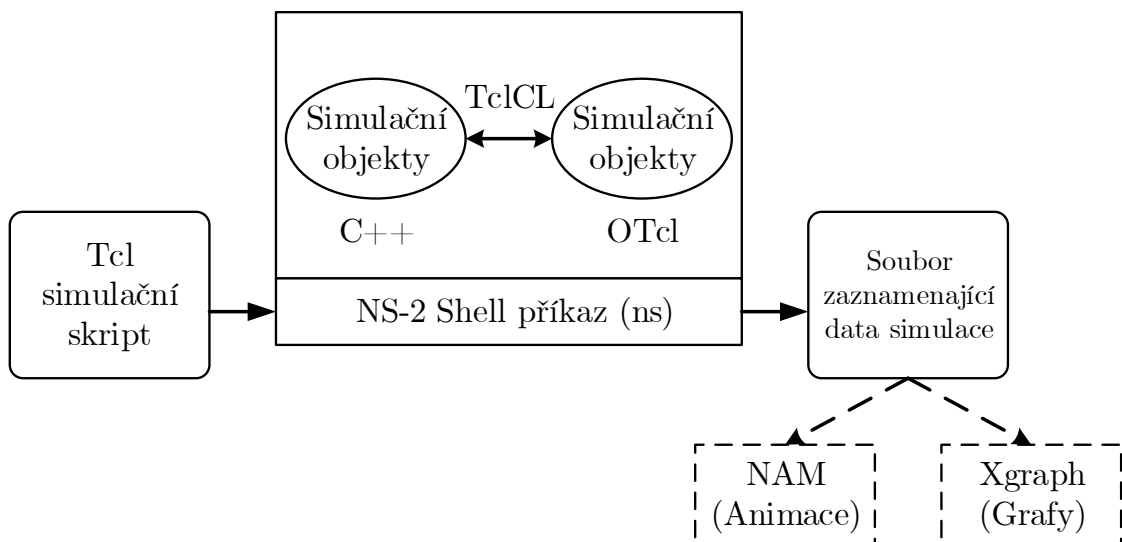 TclCL
Simulační
objekty
Simulační
objekty
C++
OTcl
Tcl
simulační
skript
NS-2 Shell příkaz (ns)
Soubor
zaznamenající
data simulace
NAM
(Animace)
Xgraph
(Grafy)